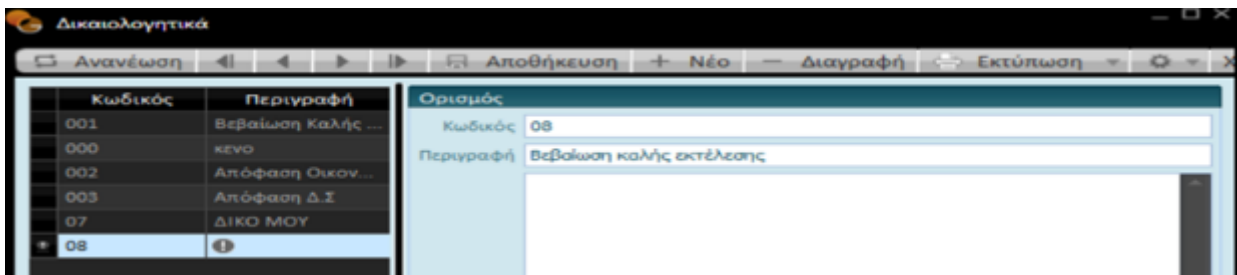 Δικαιολογητικά
Ανανέωση Αποθήκευση Νέο Διαγραφή Εκτύπωση
Κωδικός Περιγραφή
001 Βεβαίωση Καλής ...
000 κενο
002 Απόφαση Οικον...
003 Απόφαση Δ.Σ
07 ΔΙΚΟ ΜΟΥ
08
Ορισμός
Κωδικός 08
Περιγραφή Βεβαίωση καλής εκτέλεσης